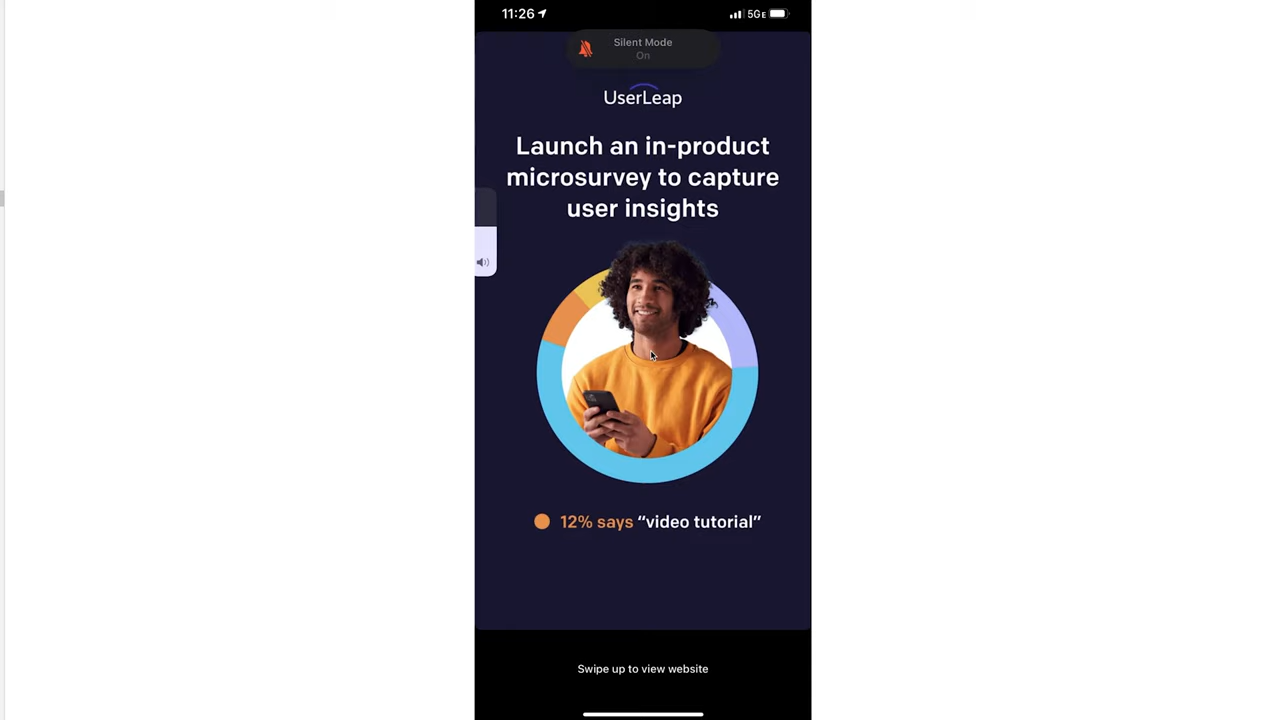 11:26
5GE
Silent Mode
On
UserLeap
Launch an in-product
microsurvey to capture
user insights
12% says “video tutorial”
Swipe up to view website